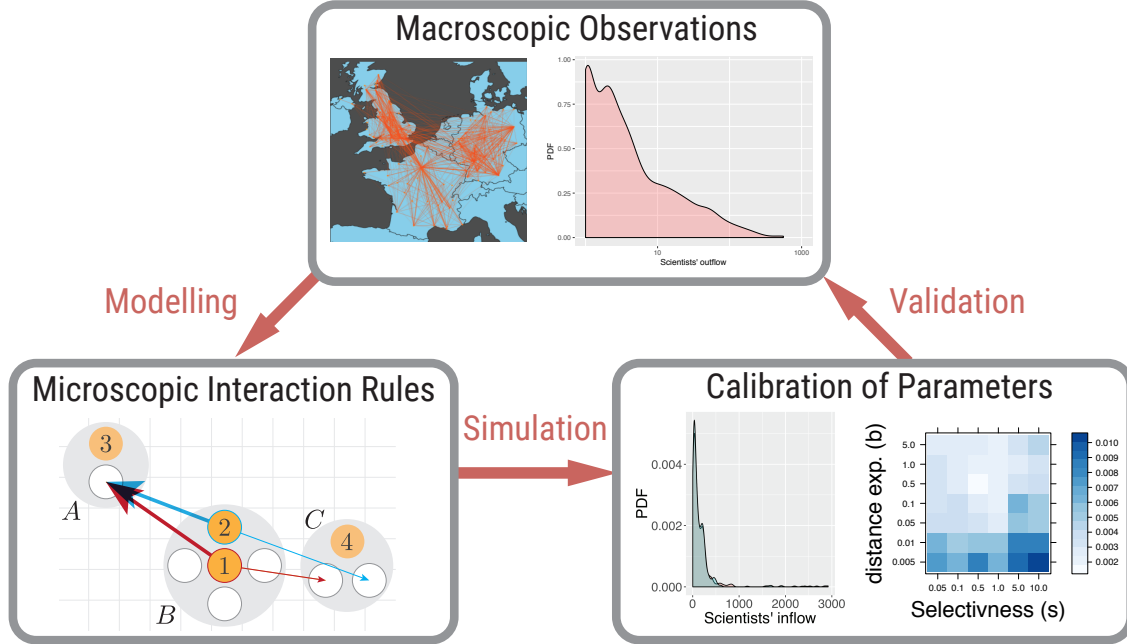 Macroscopic Observations
1.00
0.75
0.50
0.25
0.00
PDF
10
1000
Scientists' outflow
Modelling
Validation
Microscopic Interaction Rules
3
A
2
C
4
1
B
Simulation
Calibration of Parameters
0.004
0.002
0.000
PDF
0
1000
2000
3000
Scientists' inflow
distance exp. (b)
5.0
1.0
0.5
0.1
0.05
0.01
0.005
0.05 0.1 0.5 1.0 5.0 10.0
Selectivness (s)
0.010
0.009
0.008
0.007
0.006
0.005
0.004
0.003
0.002